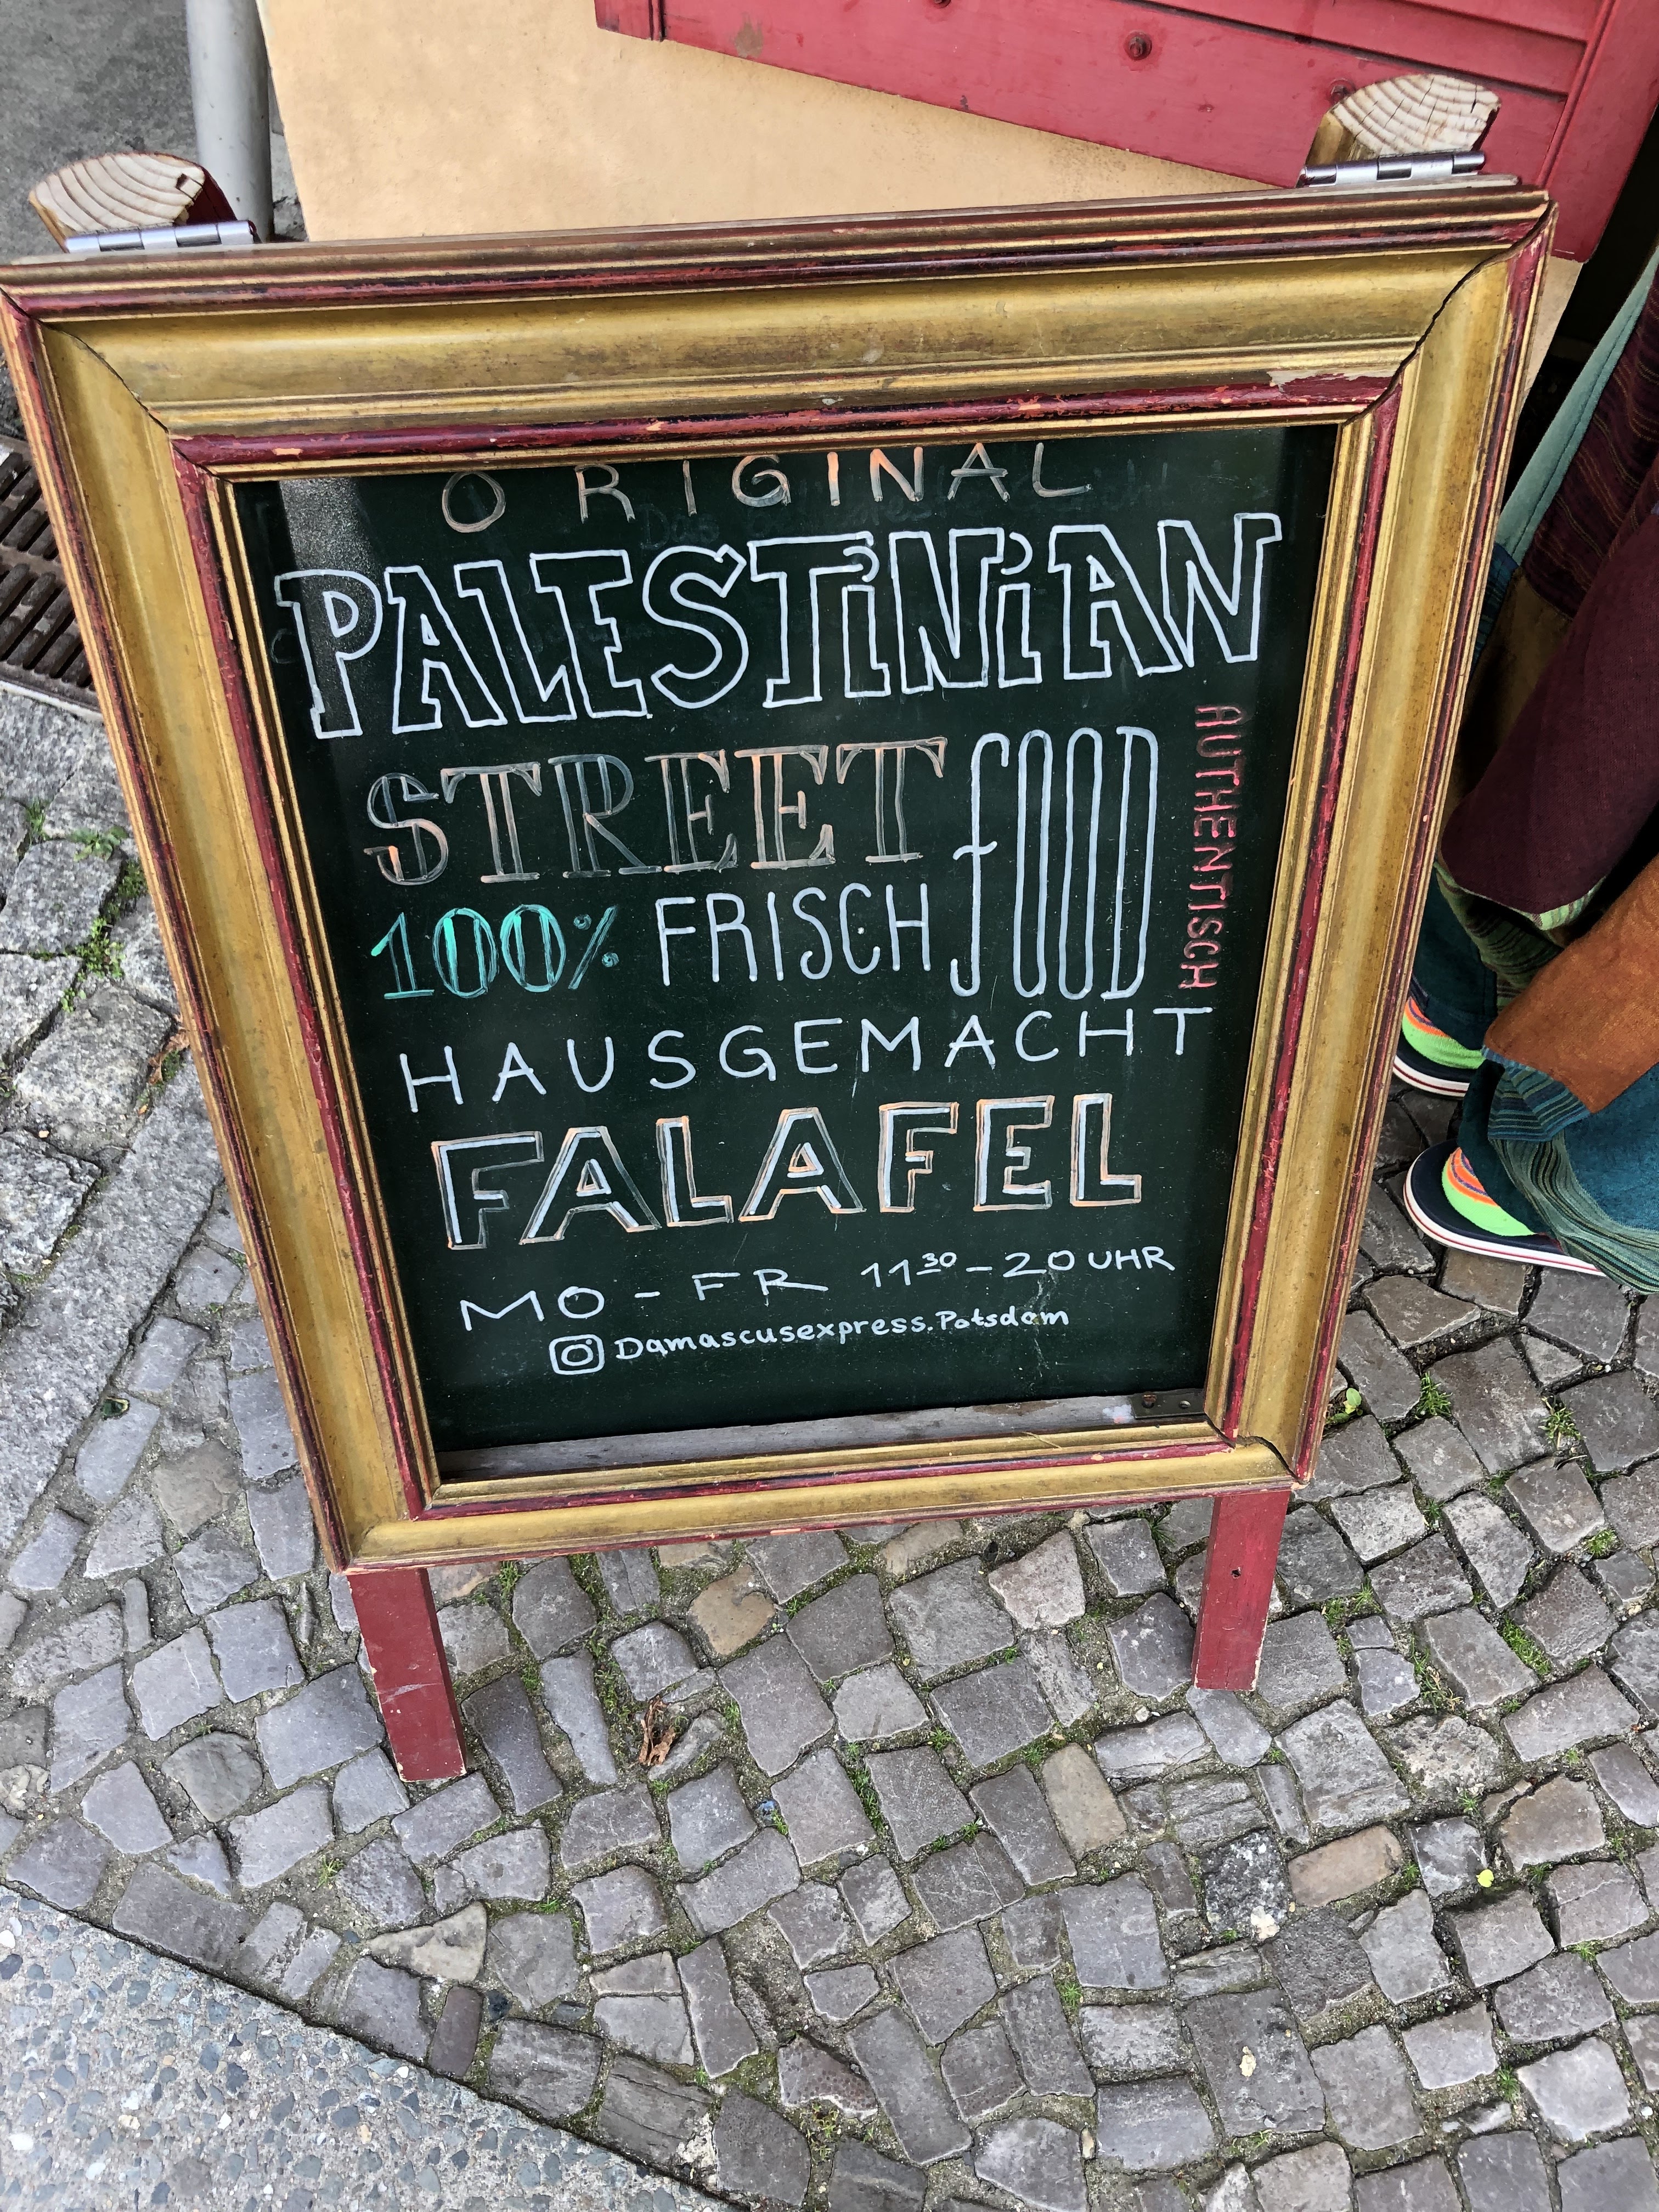 ORIGINAL
PALESTiNiAN
STREET fOOD
AUTHENTISCH
100% FRISCH
HAUSGEMACHT
FALAFEL
MO - FR 11³⁰ - 20 UHR
Damascusexpress.Potsdam